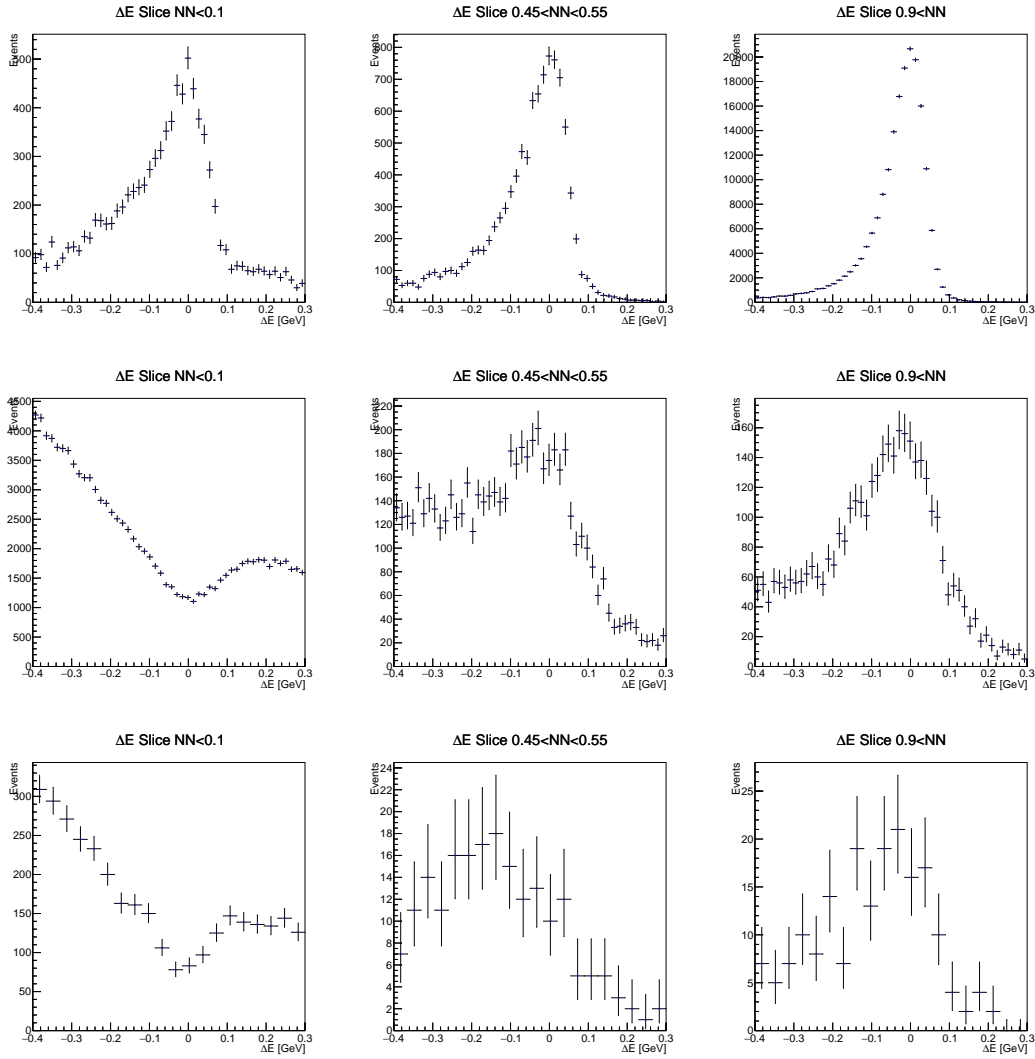 ΔE Slice NN<0.1
Events
500
400
300
200
100
0
−0.4 −0.3 −0.2 −0.1 0 0.1 0.2 0.3
ΔE [GeV]
ΔE Slice 0.45<NN<0.55
Events
800
700
600
500
400
300
200
100
0
−0.4 −0.3 −0.2 −0.1 0 0.1 0.2 0.3
ΔE [GeV]
ΔE Slice 0.9<NN
Events
20000
18000
16000
14000
12000
10000
8000
6000
4000
2000
0
−0.4 −0.3 −0.2 −0.1 0 0.1 0.2 0.3
ΔE [GeV]
ΔE Slice NN<0.1
Events
4500
4000
3500
3000
2500
2000
1500
1000
500
0
−0.4 −0.3 −0.2 −0.1 0 0.1 0.2 0.3
ΔE [GeV]
ΔE Slice 0.45<NN<0.55
Events
220
200
180
160
140
120
100
80
60
40
20
0
−0.4 −0.3 −0.2 −0.1 0 0.1 0.2 0.3
ΔE [GeV]
ΔE Slice 0.9<NN
Events
160
140
120
100
80
60
40
20
0
−0.4 −0.3 −0.2 −0.1 0 0.1 0.2 0.3
ΔE [GeV]
ΔE Slice NN<0.1
Events
300
250
200
150
100
50
0
−0.4 −0.3 −0.2 −0.1 0 0.1 0.2 0.3
ΔE [GeV]
ΔE Slice 0.45<NN<0.55
Events
24
22
20
18
16
14
12
10
8
6
4
2
0
−0.4 −0.3 −0.2 −0.1 0 0.1 0.2 0.3
ΔE [GeV]
ΔE Slice 0.9<NN
Events
25
20
15
10
5
0
−0.4 −0.3 −0.2 −0.1 0 0.1 0.2 0.3
ΔE [GeV]